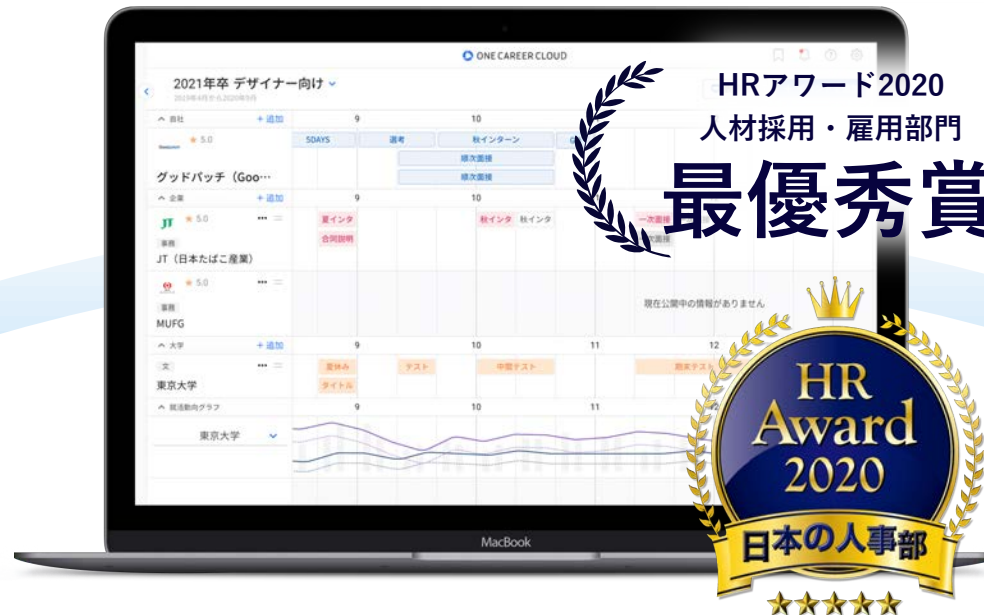 ONE CAREER CLOUD
2021年卒 デザイナー向け
自社 +追加 9 10
5.0
5DAYS 選考 秋インターン
順次面接
順次面接
グッドパッチ（Goo…
企業 +追加 9 10
JT 5.0
夏インタ 秋インタ 秋インタ 一次面接
合同説明
事務
JT（日本たばこ産業）
5.0
現在公開中の情報がありません
事務
MUFG
大学 +追加 9 10 11 12
文
夏休み テスト 中間テスト 期末テスト
東京大学
タイトル
就活動向グラフ 9 10 11
東京大学
MacBook
HRアワード2020
人材採用・雇用部門
最優秀賞
HR
Award
2020
日本の人事部